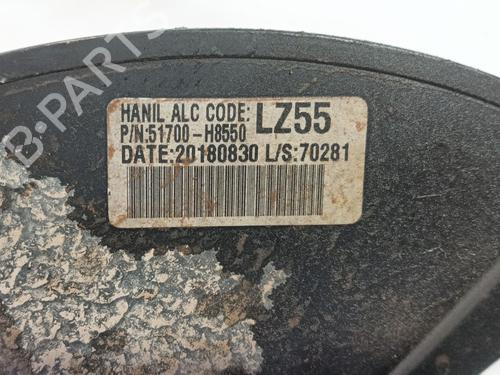 B-PARTS
HANIL ALC CODE: LZ55
P/N:51700-H8550
DATE:20180830 L/S:70281